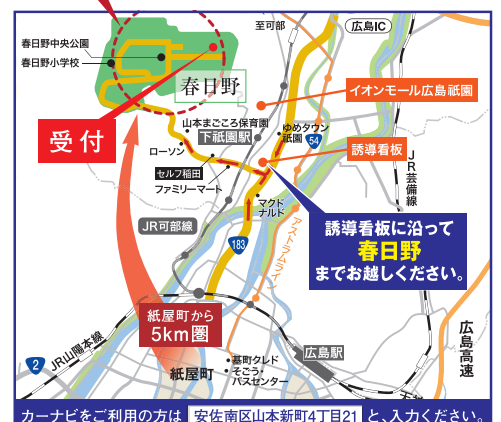 至可部
広島IC
春日野中央公園
春日野小学校
春日野
イオンモール広島祇園
受付
山本まごころ保育園
下祇園駅
ゆめタウン
祇園
54
ローソン
誘導看板
JR芸備線
セルフ稲田
ファミリーマート
マクド
ナルド
誘導看板に沿って
春日野
までお越しください。
JR可部線
アストラムライン
183
紙屋町から
5km圏
広島高速
JR山陽本線
2
広島駅
基町クレド
そごう
バスセンター
紙屋町
カーナビをご利用の方は 安佐南区山本新町4丁目21 と、入力ください。